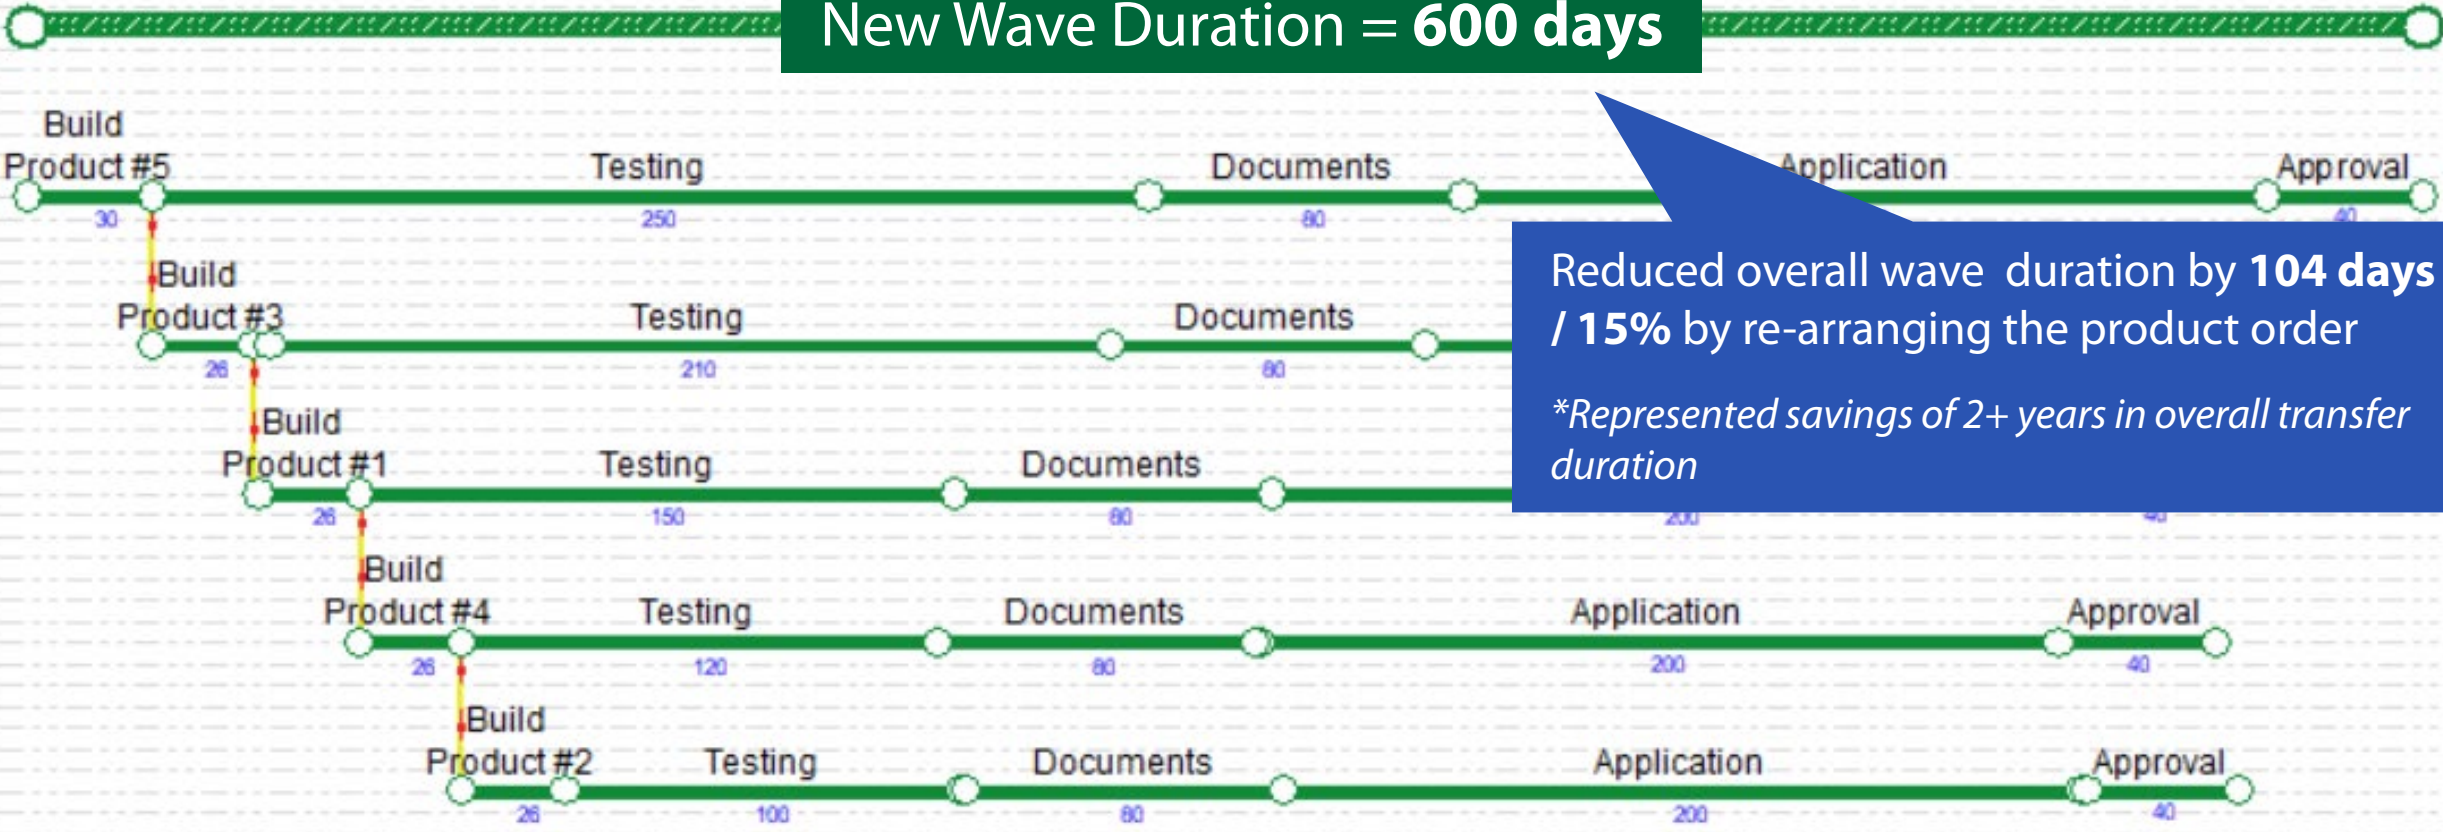 New Wave Duration = 600 days
Build
Product #5 Testing Documents Application Approval
30 250 80 40
Build
Product #3 Testing Documents
26 210 80
Reduced overall wave duration by 104 days
/ 15% by re-arranging the product order
*Represented savings of 2+ years in overall transfer
duration
Build
Product #1 Testing Documents
26 150 80 200 40
Build
Product #4 Testing Documents Application Approval
26 120 80 200 40
Build
Product #2 Testing Documents Application Approval
26 100 80 200 40